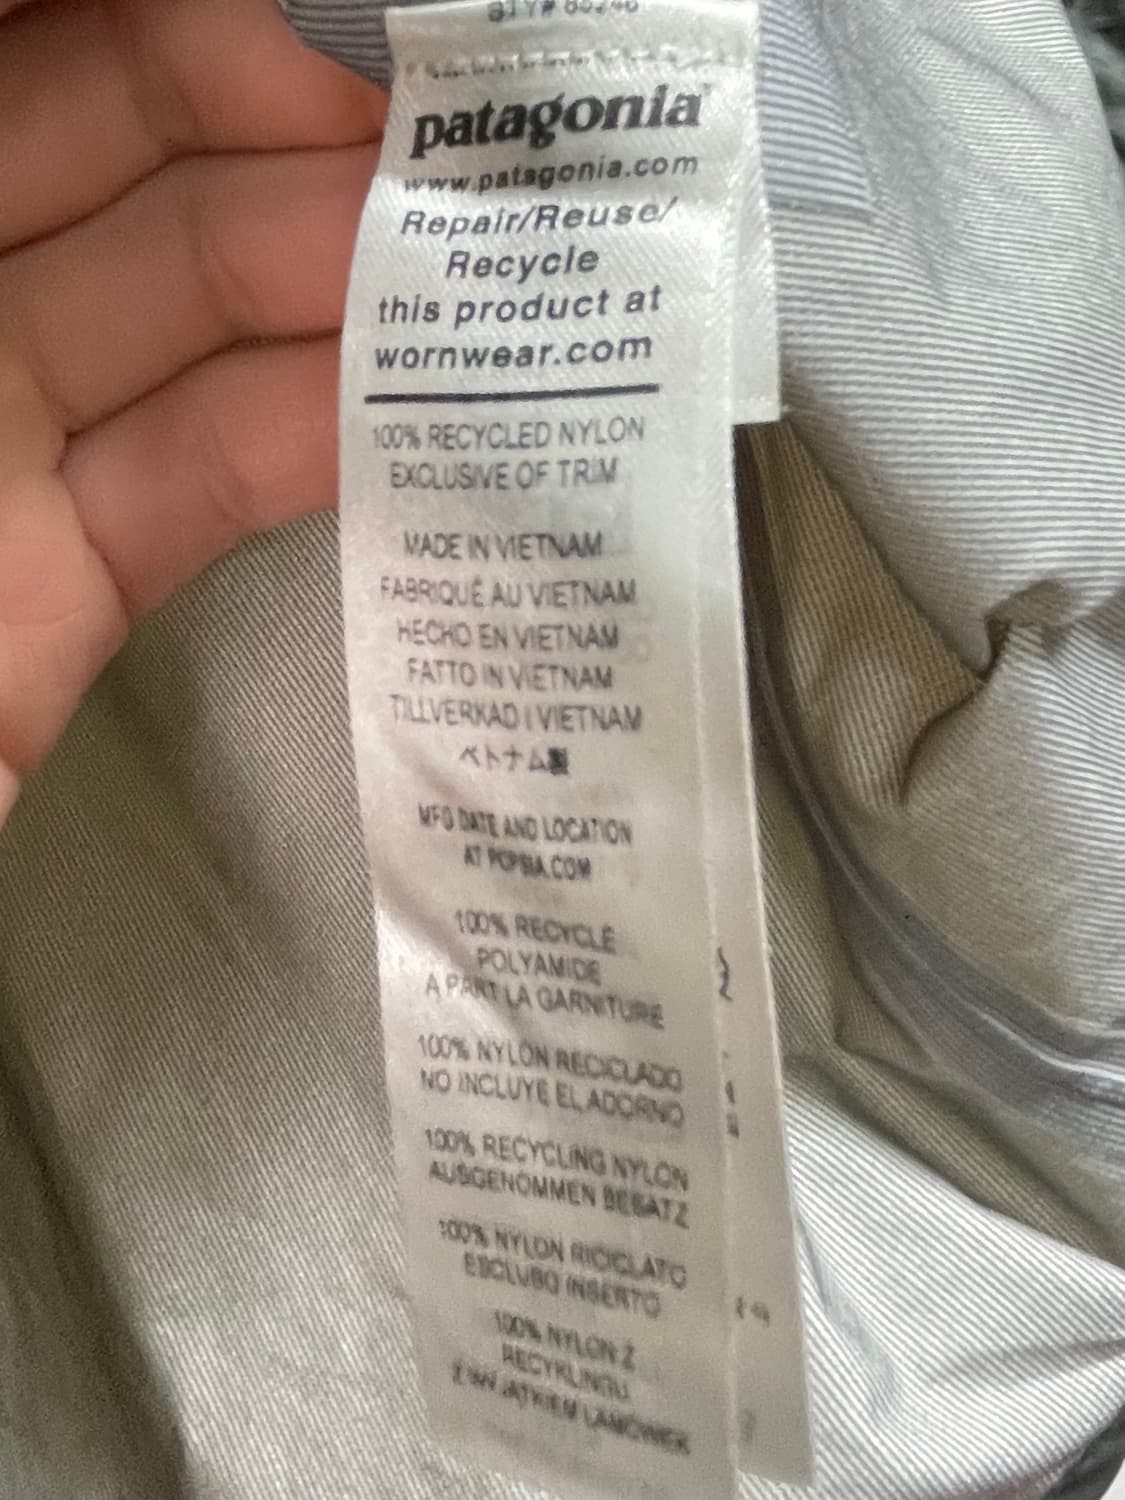 patagonia
www.patagonia.com
Repair/Reuse/
Recycle
this product at
wornwear.com
100% RECYCLED NYLON
EXCLUSIVE OF TRIM
MADE IN VIETNAM
FABRIQUÉ AU VIETNAM
HECHO EN VIETNAM
FATTO IN VIETNAM
TILLVERKAD I VIETNAM
ベトナム製
MFG DATE AND LOCATION
AT
100% RECYCLÉ
POLYAMIDE
A PART LA GARNITURE
100% NYLON RECICLADO
NO INCLUYE EL ADORNO
100% RECYCLING NYLON
AUSGENOMMEN BESATZ
100% NYLON RICICLATO
ESCLUSO INSERTO
100% NYLON Z
RECYKLINGU
LAMÓWEK